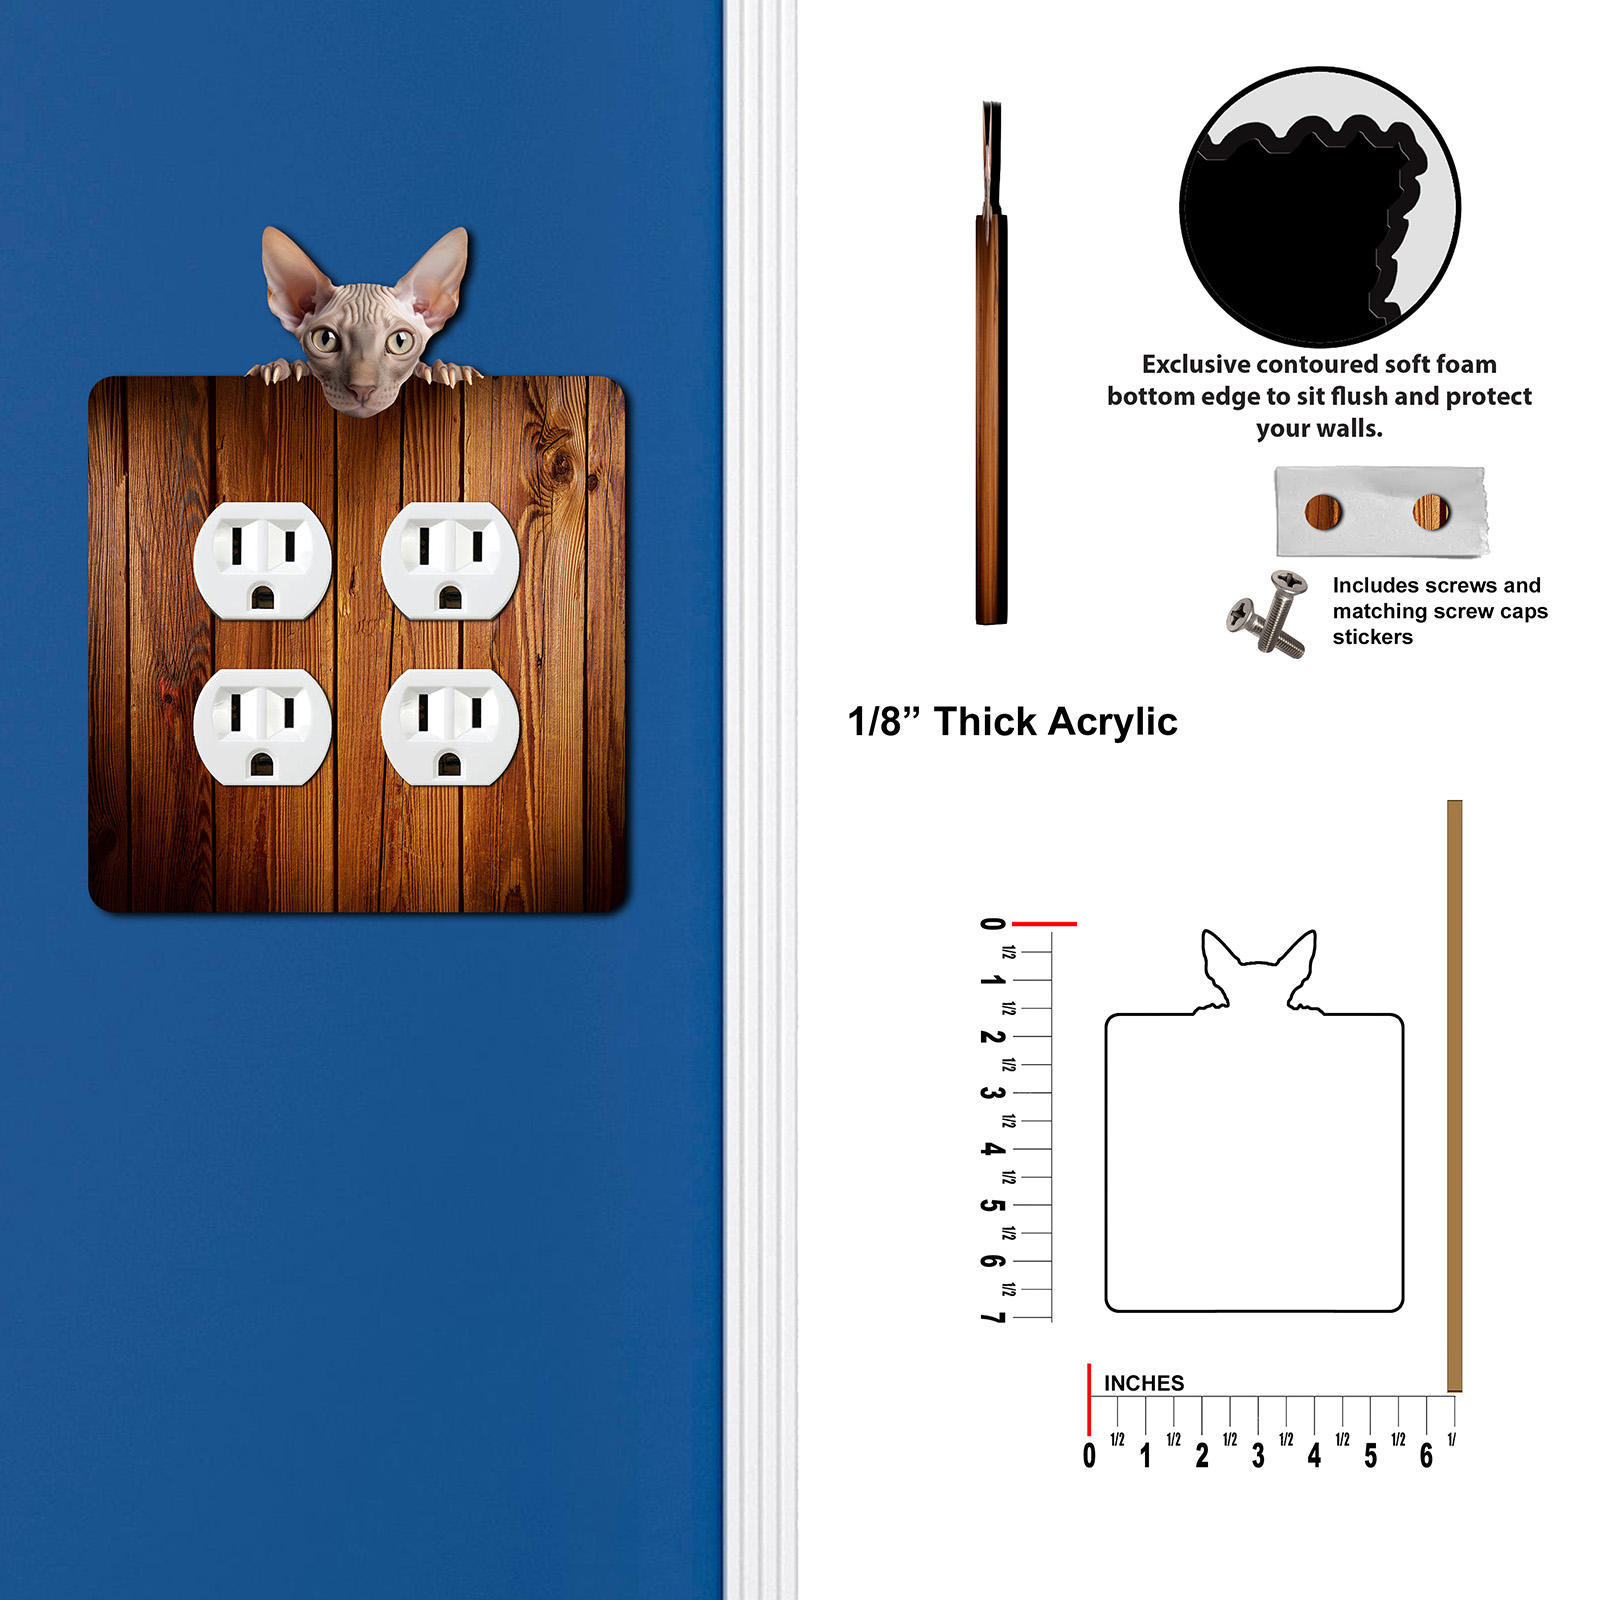 Exclusive contoured soft foam
bottom edge to sit flush and protect
your walls.
Includes screws and
matching screw caps
stickers
1/8” Thick Acrylic
0
1/2
1
1/2
2
1/2
3
1/2
4
1/2
5
1/2
6
1/2
7
INCHES
0 1/2 1 1/2 2 1/2 3 1/2 4 1/2 5 1/2 6 1/